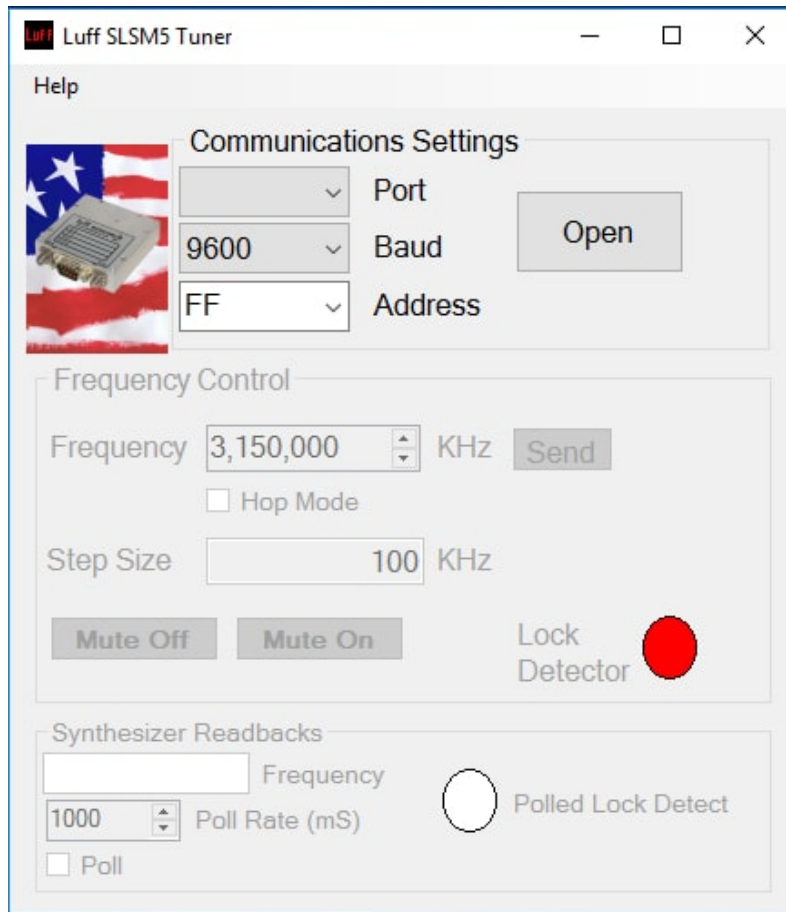 Luff SLSM5 Tuner
Help
Communications Settings
Port
9600 Baud Open
FF Address
Frequency Control
Frequency 3,150,000 KHz Send
Hop Mode
Step Size 100 KHz
Mute Off Mute On Lock
Detector
Synthesizer Readbacks
Frequency
1000 Poll Rate (mS) Polled Lock Detect
Poll